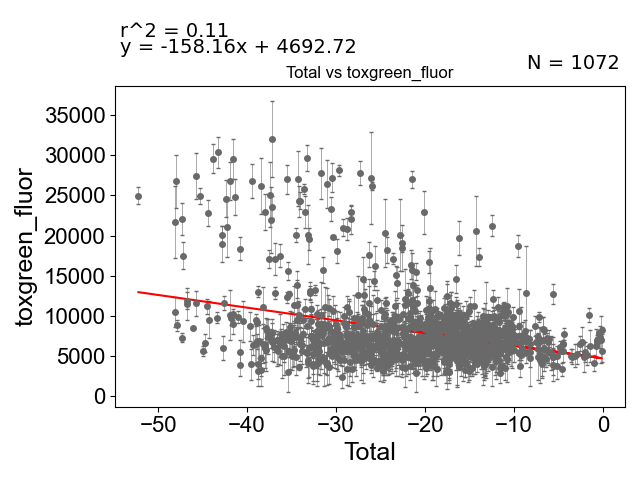 r^2 = 0.11
y = -158.16x + 4692.72
N = 1072
Total vs toxgreen_fluor
35000
30000
25000
20000
15000
10000
5000
0
toxgreen_fluor
−50 −40 −30 −20 −10 0
Total